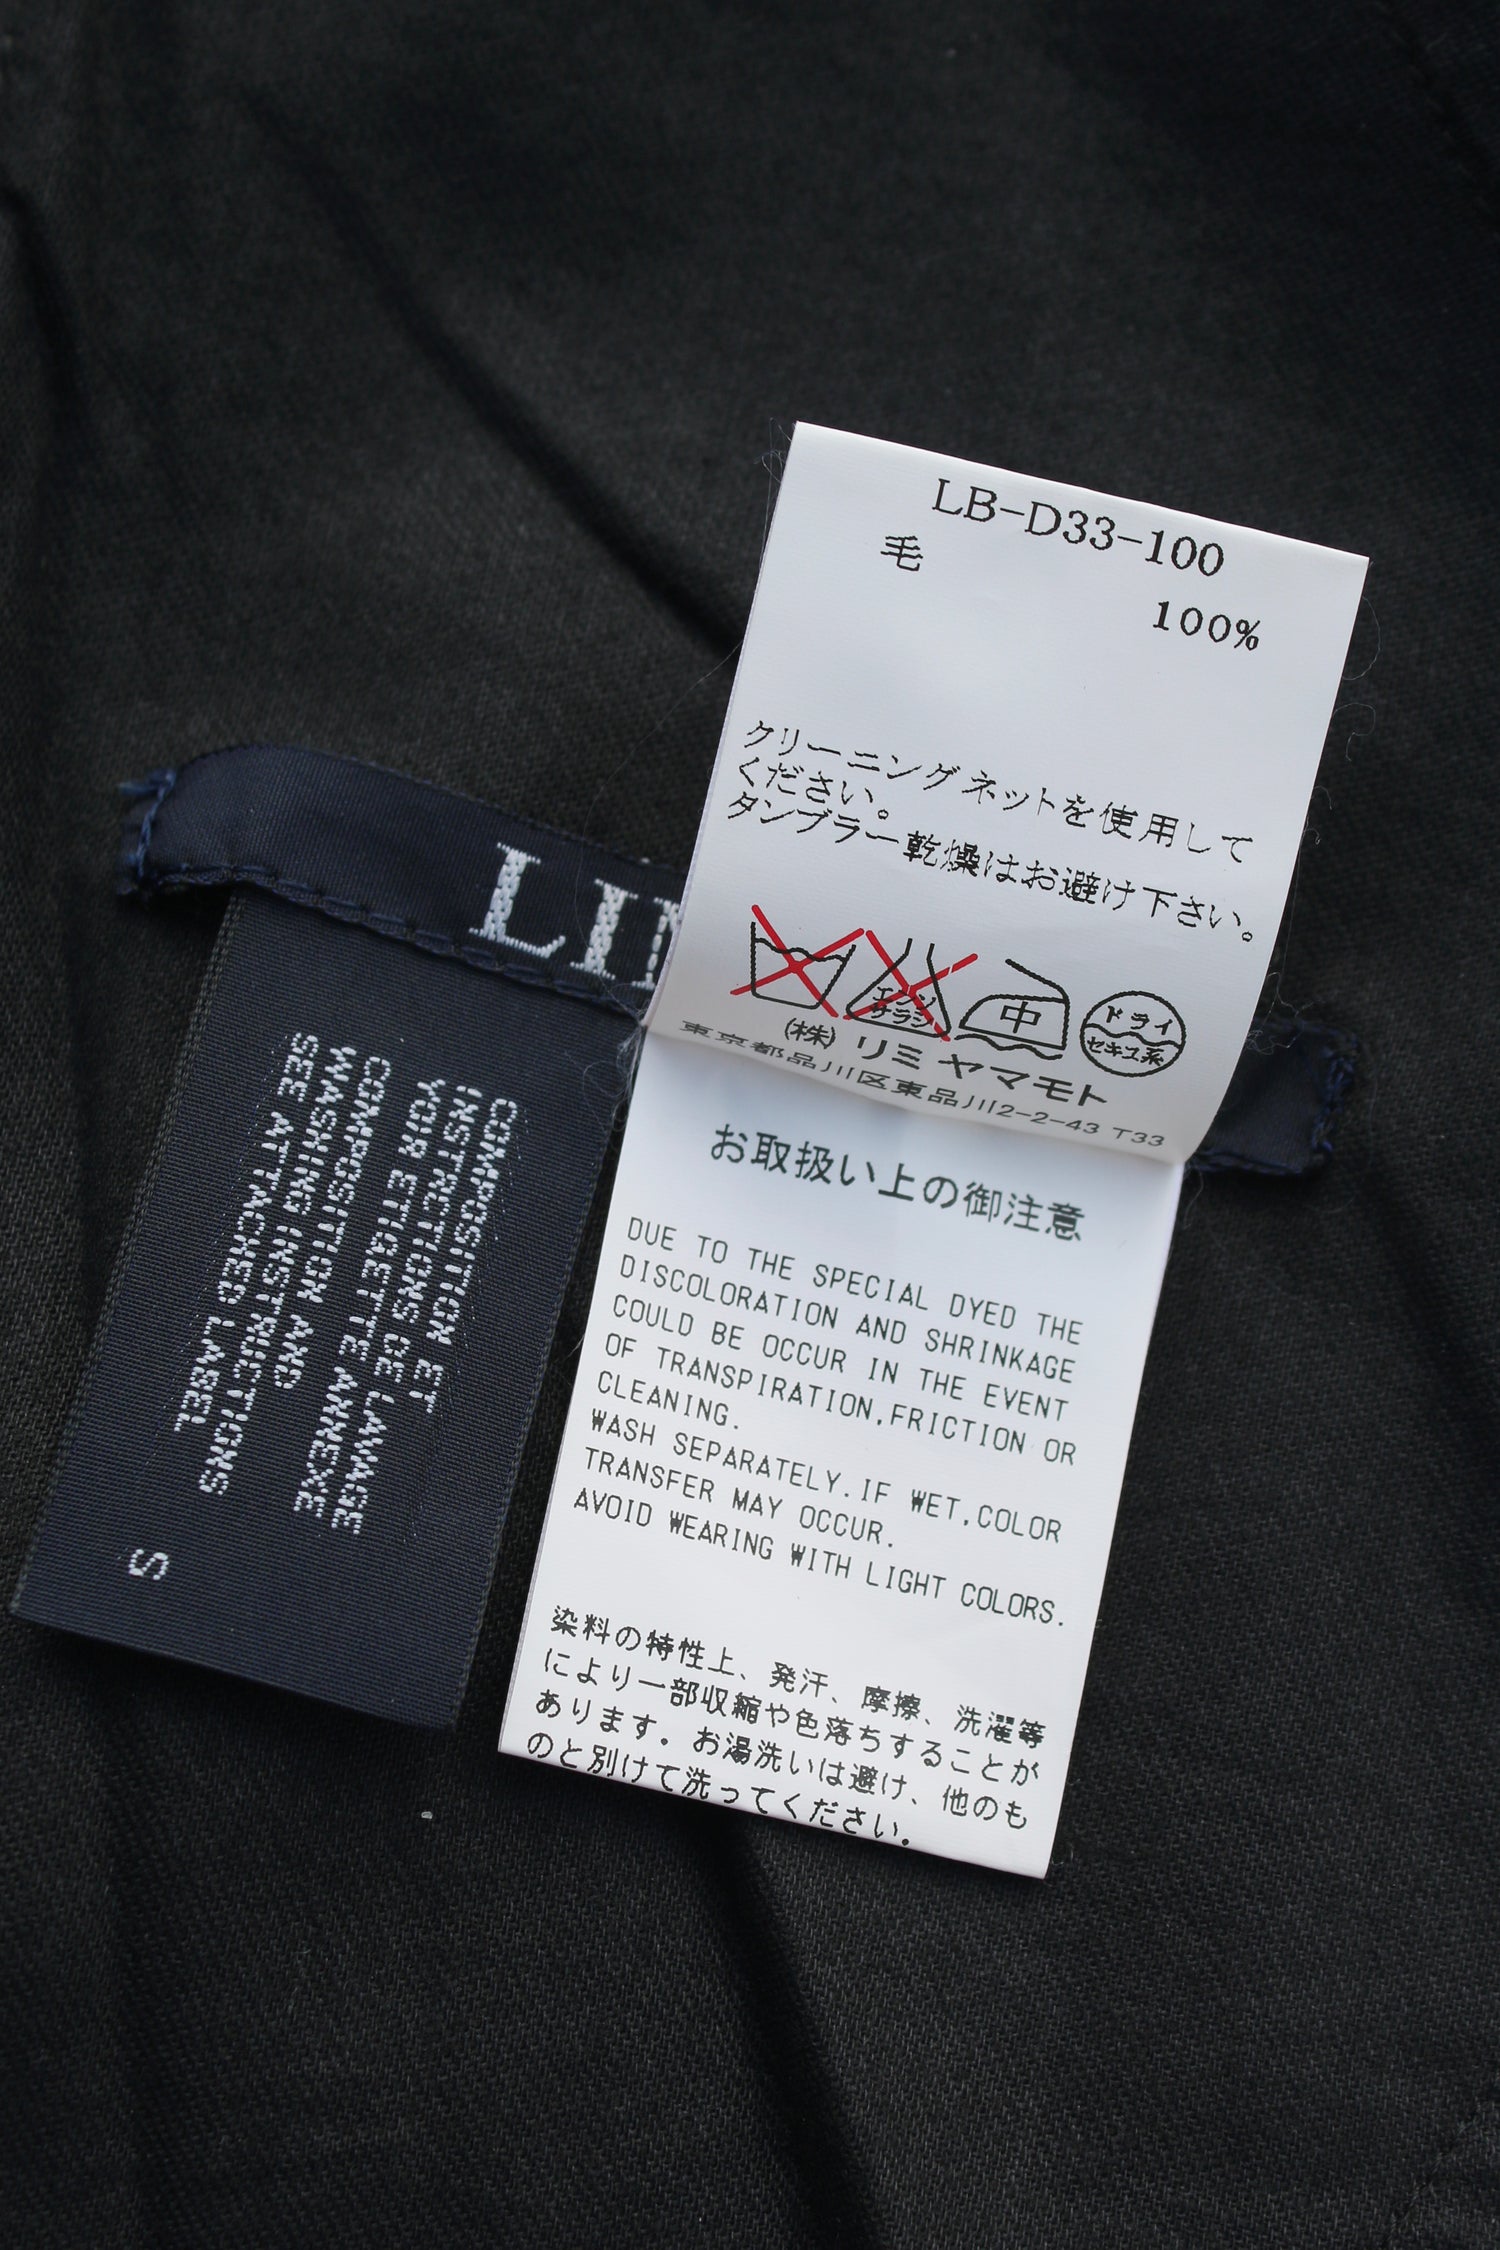 LB-D33-100
毛
100%
クリーニングネットを使用して
ください。
タンブラー乾燥はお避け下さい。
エンソ
サラシ
中
ドライ
セキユ系
(株) リミ ヤマモト
東京都品川区東品川2-2-43 T33
お取扱い上の御注意
DUE TO THE SPECIAL DYED THE
DISCOLORATION AND SHRINKAGE
COULD BE OCCUR IN THE EVENT
OF TRANSPIRATION,FRICTION OR
CLEANING.
WASH SEPARATELY.IF WET,COLOR
TRANSFER MAY OCCUR.
AVOID WEARING WITH LIGHT COLORS.
染料の特性上、発汗、摩擦、洗濯等
により一部収縮や色落ちすることが
あります。お湯洗いは避け、他のも
のと別けて洗ってください。
LI
COMPOSITION ET
INSTRCTIONS DE LAVAGE
VOIR ETIQETTE ANNEXE
COMPOSITION AND
WASHING INSTRUCTIONS
SEE ATTACHED LABEL
S